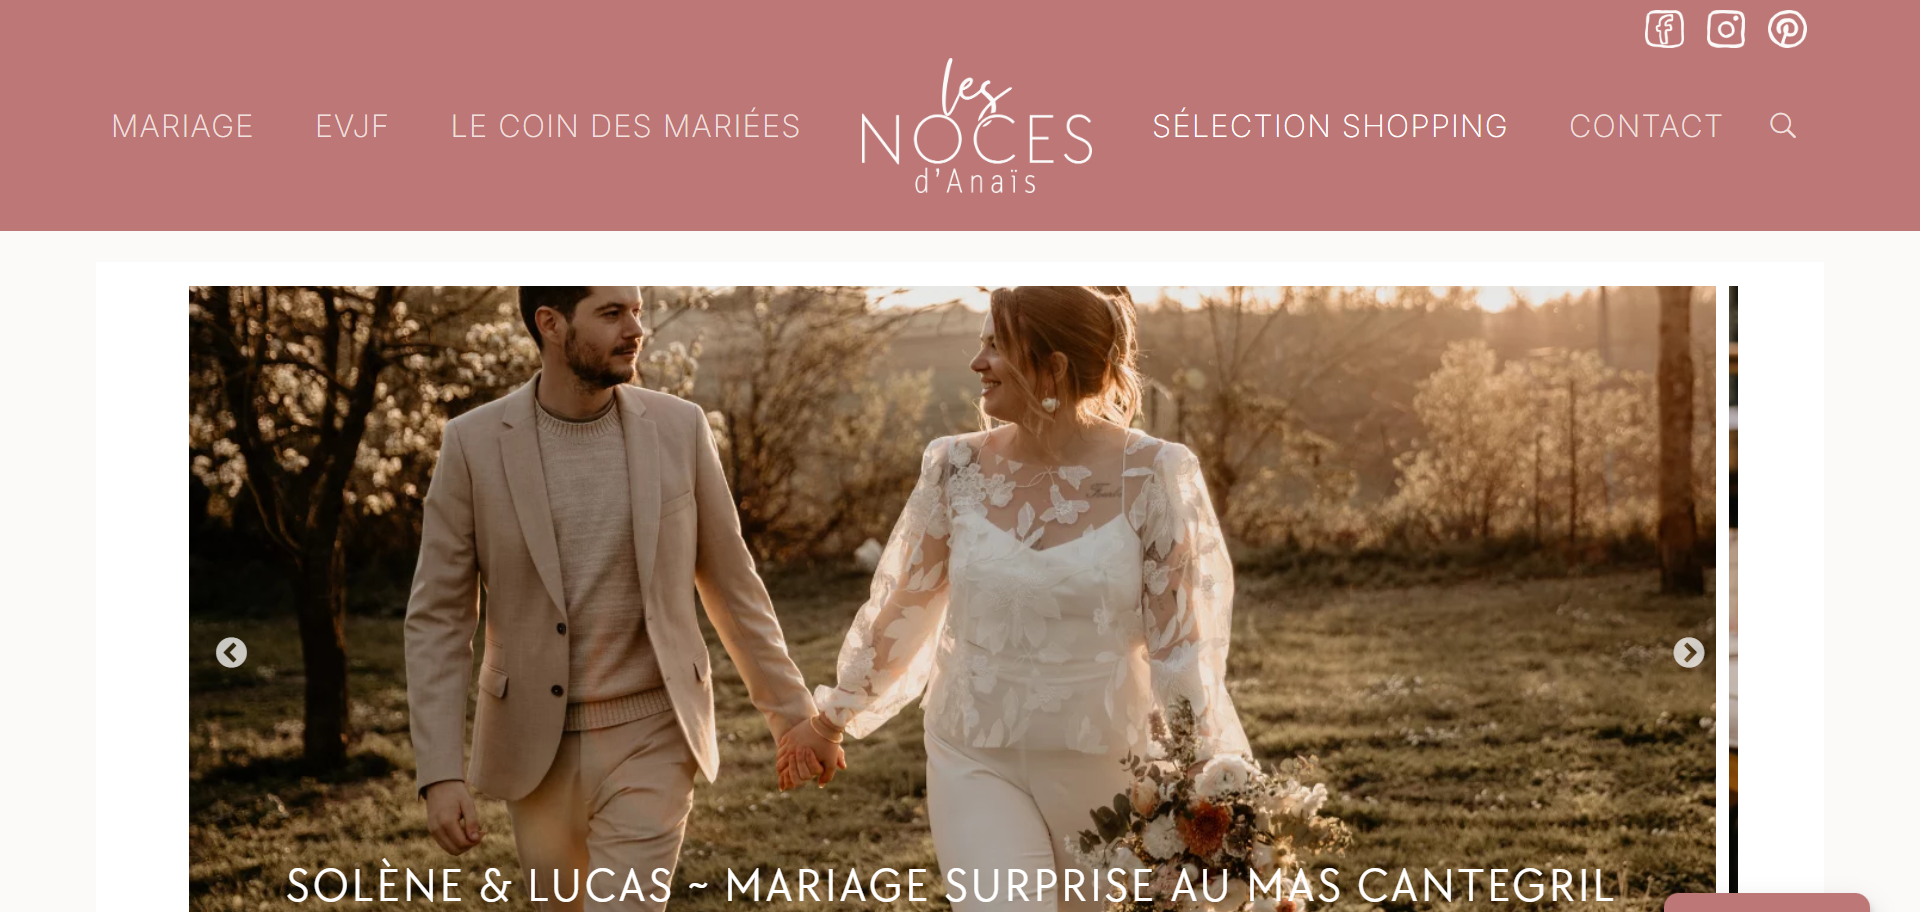 MARIAGE
EVJF
LE COIN DES MARIÉES
les
NOCES
d'Anaïs
SÉLECTION SHOPPING
CONTACT
SOLÈNE & LUCAS ~ MARIAGE SURPRISE AU MAS CANTEGRIL